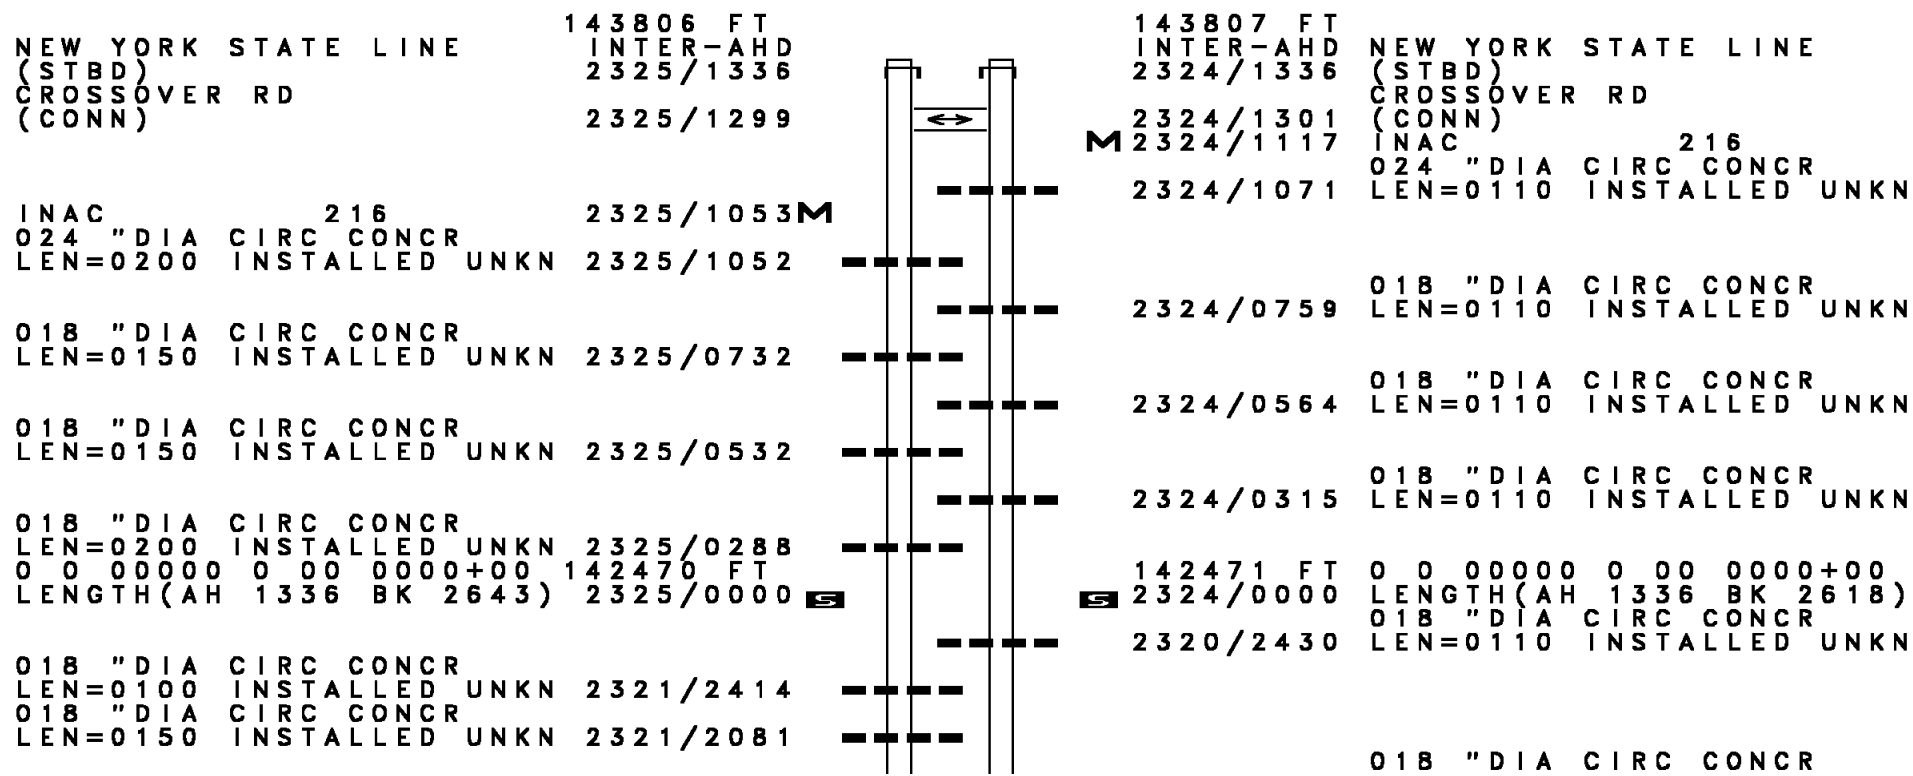 143806 FT
NEW YORK STATE LINE INTER-AHD
(STBD) 2325/1336
CROSSOVER RD
(CONN) 2325/1299
INAC 216 2325/1053 M
024 "DIA CIRC CONCR
LEN=0200 INSTALLED UNKN 2325/1052
018 "DIA CIRC CONCR
LEN=0150 INSTALLED UNKN 2325/0732
018 "DIA CIRC CONCR
LEN=0150 INSTALLED UNKN 2325/0532
018 "DIA CIRC CONCR
LEN=0200 INSTALLED UNKN 2325/0288
0 0 00000 0 00 0000+00 142470 FT
LENGTH(AH 1336 BK 2643) 2325/0000 S
018 "DIA CIRC CONCR
LEN=0100 INSTALLED UNKN 2321/2414
018 "DIA CIRC CONCR
LEN=0150 INSTALLED UNKN 2321/2081
143807 FT
INTER-AHD NEW YORK STATE LINE
2324/1336 (STBD)
CROSSOVER RD
2324/1301 (CONN)
M 2324/1117 INAC 216
024 "DIA CIRC CONCR
2324/1071 LEN=0110 INSTALLED UNKN
018 "DIA CIRC CONCR
2324/0759 LEN=0110 INSTALLED UNKN
018 "DIA CIRC CONCR
2324/0564 LEN=0110 INSTALLED UNKN
018 "DIA CIRC CONCR
2324/0315 LEN=0110 INSTALLED UNKN
142471 FT 0 0 00000 0 00 0000+00
S 2324/0000 LENGTH(AH 1336 BK 2618)
018 "DIA CIRC CONCR
2320/2430 LEN=0110 INSTALLED UNKN
018 "DIA CIRC CONCR